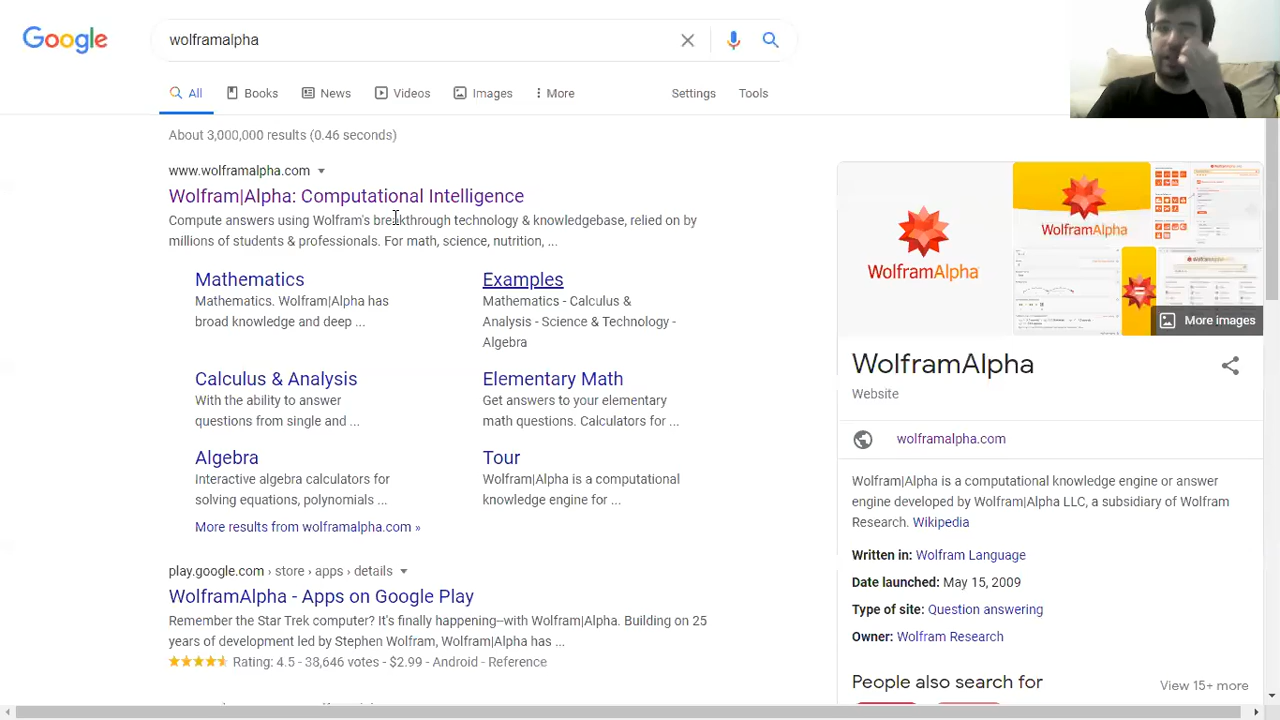 Google
wolframalpha
All
Books
News
Videos
Images
More
Settings
Tools
About 3,000,000 results (0.46 seconds)
www.wolframalpha.com
Wolfram|Alpha: Computational Intelligence
Compute answers using Wolfram's breakthrough technology & knowledgebase, relied on by
millions of students & professionals. For math, science, nutrition, ...
Mathematics
Mathematics. Wolfram|Alpha has
broad knowledge and deep ...
Examples
Mathematics - Calculus &
Analysis - Science & Technology -
Algebra
Calculus & Analysis
With the ability to answer
questions from single and ...
Elementary Math
Get answers to your elementary
math questions. Calculators for ...
Algebra
Interactive algebra calculators for
solving equations, polynomials ...
Tour
Wolfram|Alpha is a computational
knowledge engine for ...
More results from wolframalpha.com »
play.google.com › store › apps › details
WolframAlpha - Apps on Google Play
Remember the Star Trek computer? It's finally happening--with Wolfram|Alpha. Building on 25
years of development led by Stephen Wolfram, Wolfram|Alpha has ...
Rating: 4.5 - 38,646 votes - $2.99 - Android - Reference
WolframAlpha
WolframAlpha
More images
WolframAlpha
Website
wolframalpha.com
Wolfram|Alpha is a computational knowledge engine or answer
engine developed by Wolfram|Alpha LLC, a subsidiary of Wolfram
Research. Wikipedia
Written in: Wolfram Language
Date launched: May 15, 2009
Type of site: Question answering
Owner: Wolfram Research
People also search for
View 15+ more